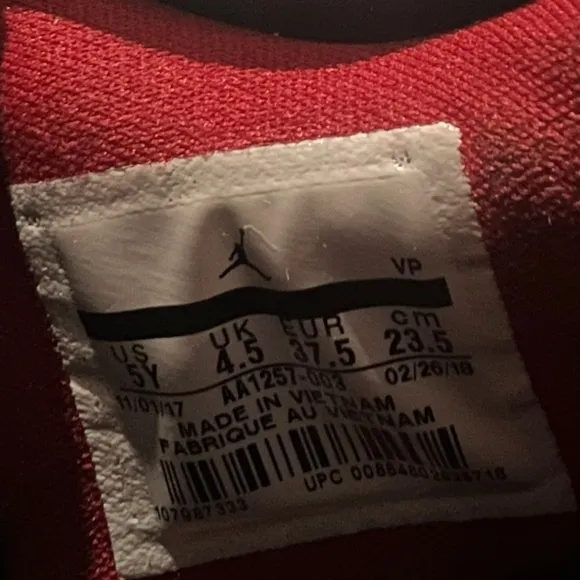 VP
US UK EUR cm
5Y 4.5 37.5 23.5
11/01/17 AA1257-003 02/26/18
MADE IN VIETNAM
FABRIQUE AU VIETNAM
107987333
UPC